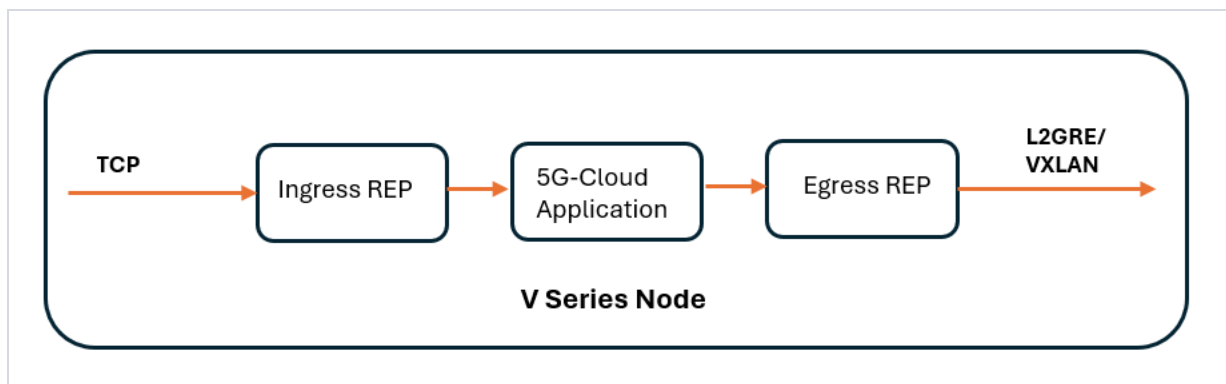 TCP
Ingress REP
5G-Cloud
Application
Egress REP
L2GRE/
VXLAN
V Series Node